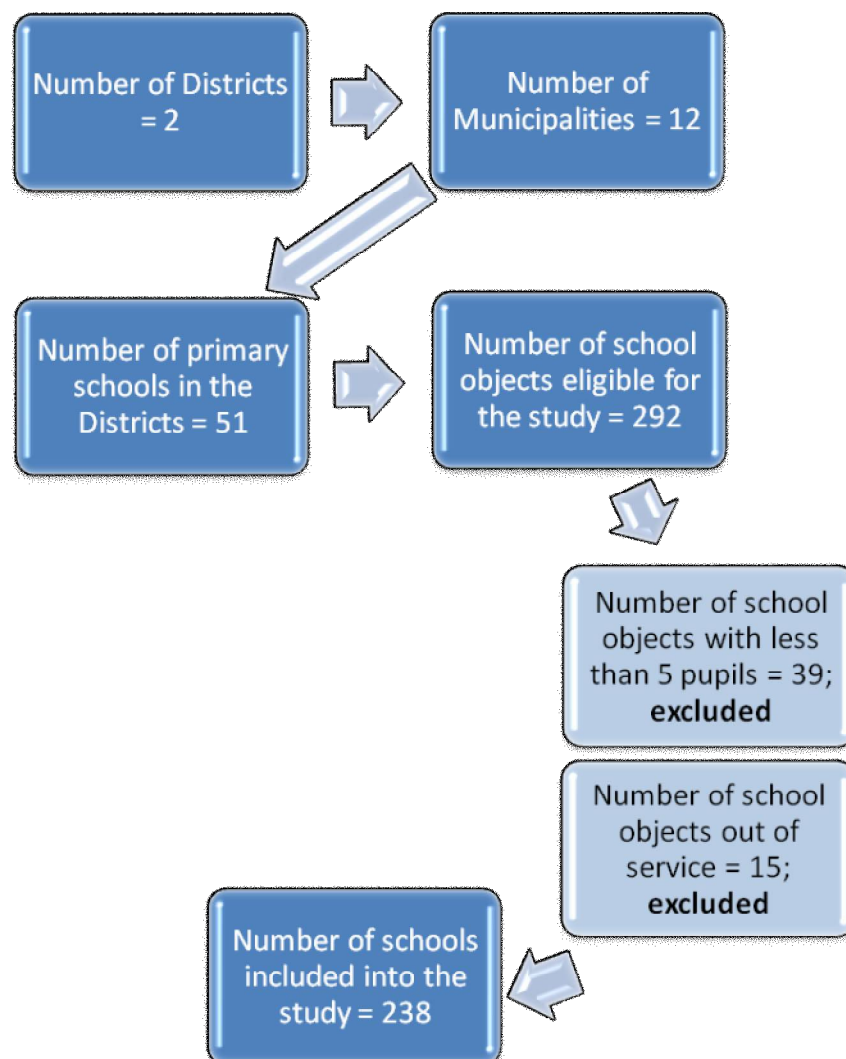 Number of Districts
= 2
Number of
Municipalities = 12
Number of primary
schools in the
Districts = 51
Number of school
objects eligible for
the study = 292
Number of school
objects with less
than 5 pupils = 39;
excluded
Number of school
objects out of
service = 15;
excluded
Number of schools
included into the
study = 238